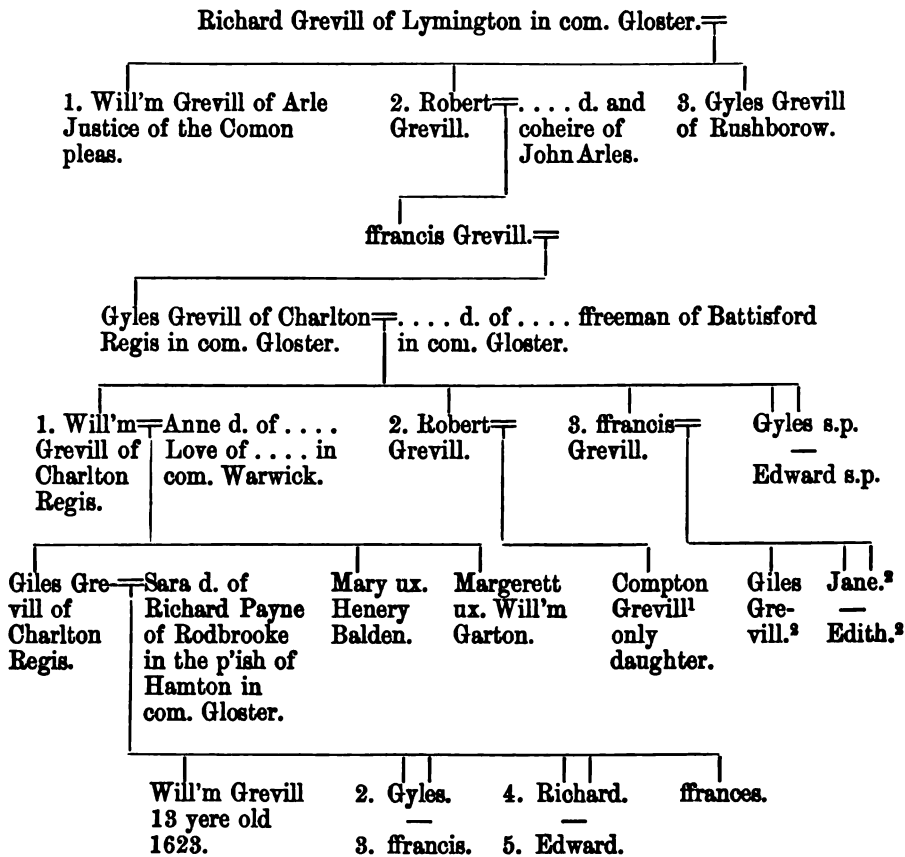 Richard Grevill of Lymington in com. Gloster.
1. Will'm Grevill of Arle
Justice of the Comon
pleas.
2. Robert
Grevill.
. . . . d. and
coheire of
John Arles.
3. Gyles Grevill
of Rushborow.
ffrancis Grevill.
Gyles Grevill of Charlton
Regis in com. Gloster.
. . . . d. of . . . . ffreeman of Battisford
in com. Gloster.
1. Will'm
Grevill of
Charlton
Regis.
Anne d. of . . . .
Love of . . . . in
com. Warwick.
2. Robert
Grevill.
3. ffrancis
Grevill.
Gyles s.p.
—
Edward s.p.
Giles Gre-
vill of
Charlton
Regis.
Sara d. of
Richard Payne
of Rodbrooke
in the p'ish of
Hamton in
com. Gloster.
Mary ux.
Henery
Balden.
Margerett
ux. Will'm
Garton.
Compton
Grevill¹
only
daughter.
Giles
Gre-
vill.²
Jane.²
—
Edith.²
Will'm Grevill
13 yere old
1623.
2. Gyles.
—
3. ffrancis.
4. Richard.
—
5. Edward.
ffrances.